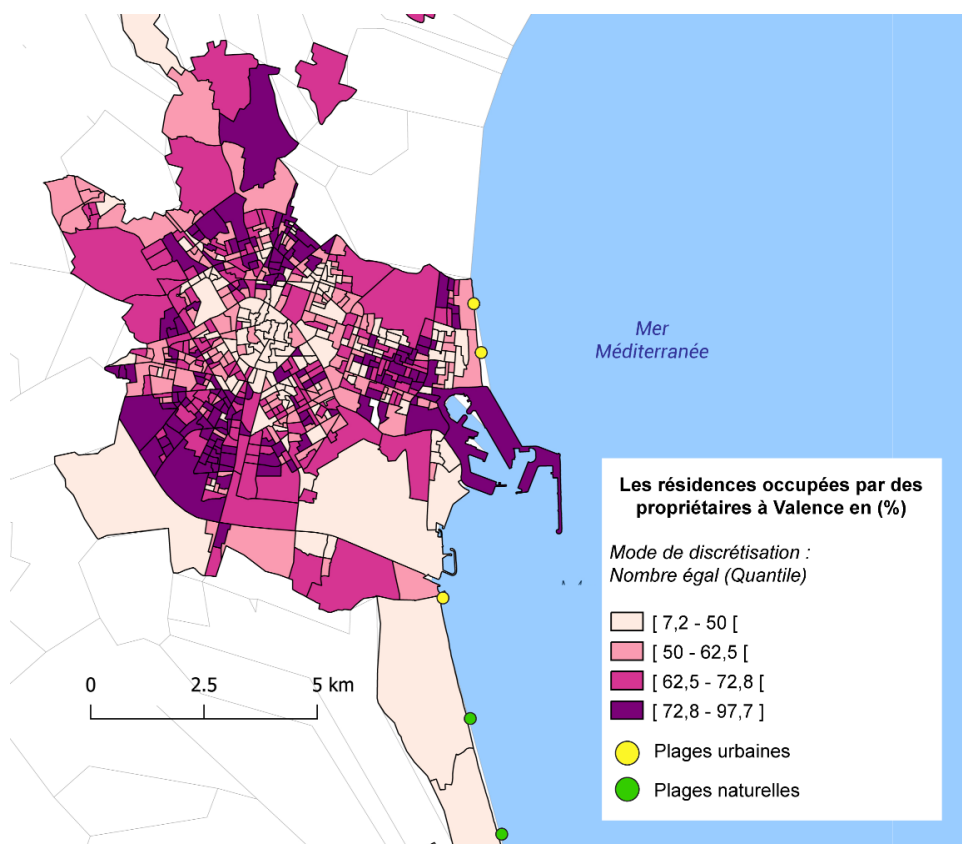 Mer
Méditerranée
Les résidences occupées par des
propriétaires à Valence en (%)
Mode de discrétisation :
Nombre égal (Quantile)
[ 7,2 - 50 [
[ 50 - 62,5 [
[ 62,5 - 72,8 [
[ 72,8 - 97,7 ]
Plages urbaines
Plages naturelles
0 2.5 5 km